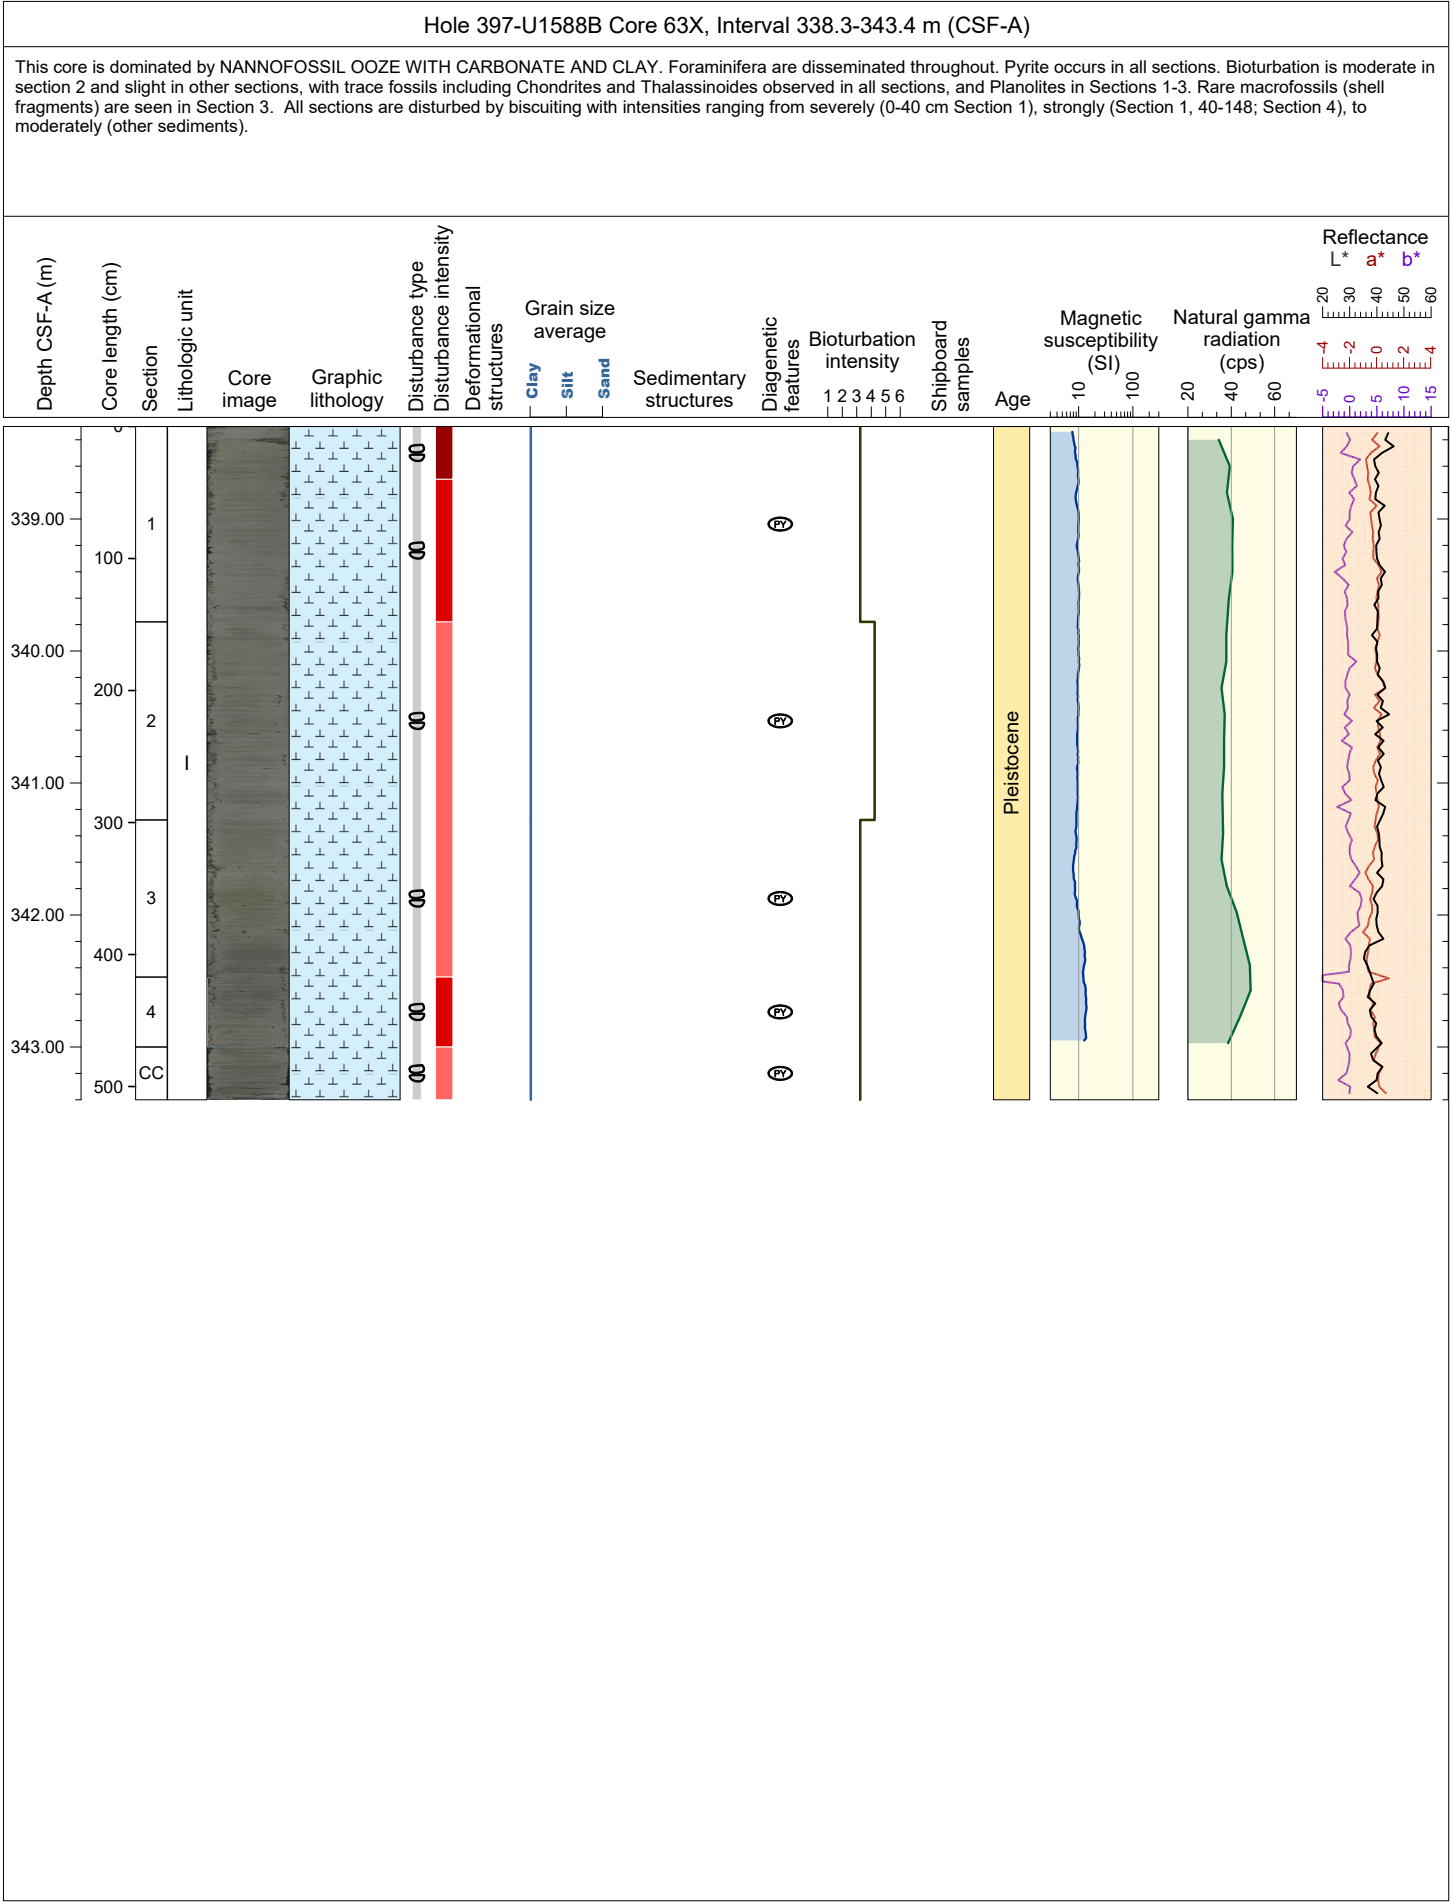 Hole 397-U1588B Core 63X, Interval 338.3-343.4 m (CSF-A)
This core is dominated by NANNOFOSSIL OOZE WITH CARBONATE AND CLAY. Foraminifera are disseminated throughout. Pyrite occurs in all sections. Bioturbation is moderate in
section 2 and slight in other sections, with trace fossils including Chondrites and Thalassinoides observed in all sections, and Planolites in Sections 1-3. Rare macrofossils (shell
fragments) are seen in Section 3.  All sections are disturbed by biscuiting with intensities ranging from severely (0-40 cm Section 1), strongly (Section 1, 40-148; Section 4), to
moderately (other sediments).
Depth CSF-A (m)
Core length (cm)
Section
Lithologic unit
Core
image
Graphic
lithology
Disturbance type
Disturbance intensity
Deformational
structures
Grain size
average
Clay
Silt
Sand
Sedimentary
structures
Diagenetic
features
Bioturbation
intensity
1 2 3 4 5 6
Shipboard
samples
Age
Magnetic
susceptibility
(SI)
10 100
Natural gamma
radiation
(cps)
20 40 60
Reflectance
L* a* b*
20 30 40 50 60
-4 -2 0 2 4
-5 0 5 10 15
0
339.00
100
1
PY
340.00
200
2
PY
I
Pleistocene
341.00
300
3
PY
342.00
400
4
PY
343.00
CC
PY
500